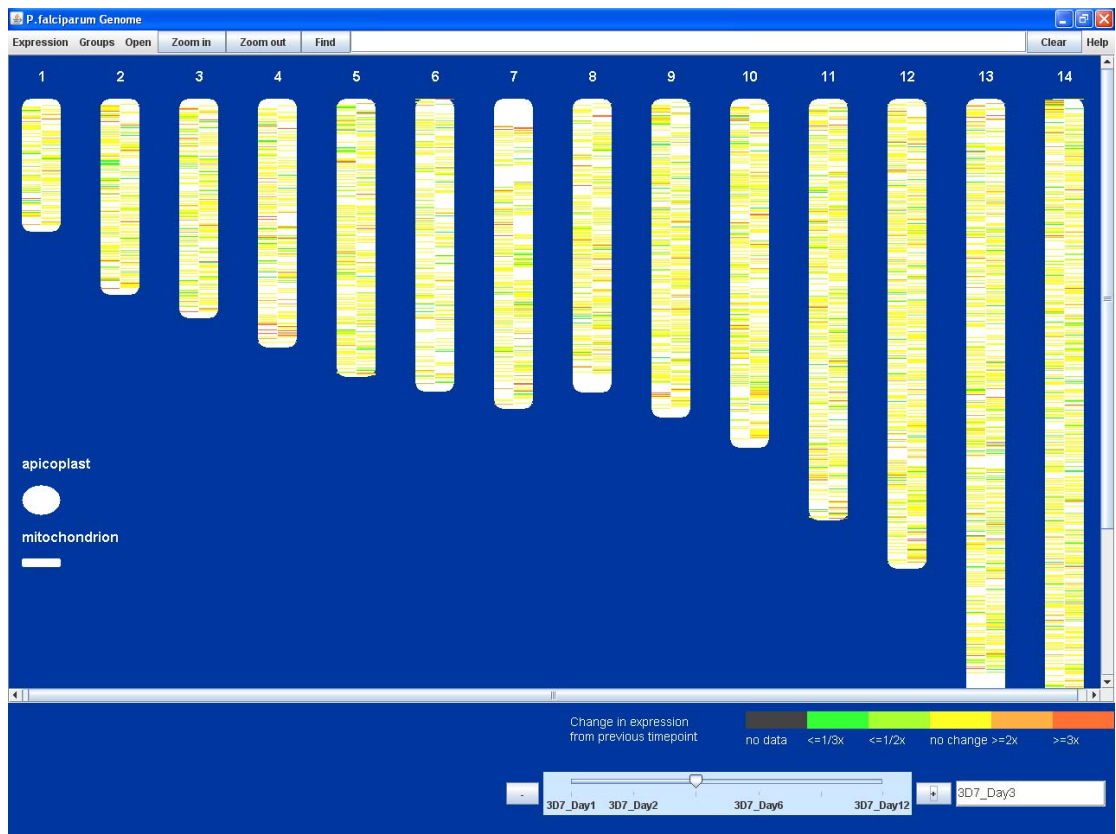 P.falciparum Genome
Expression Groups Open Zoom in Zoom out Find Clear Help
1 2 3 4 5 6 7 8 9 10 11 12 13 14
apicoplast
mitochondrion
Change in expression
from previous timepoint
no data <=1/3x <=1/2x no change >=2x >=3x
- + 3D7_Day3
3D7_Day1 3D7_Day2 3D7_Day6 3D7_Day12